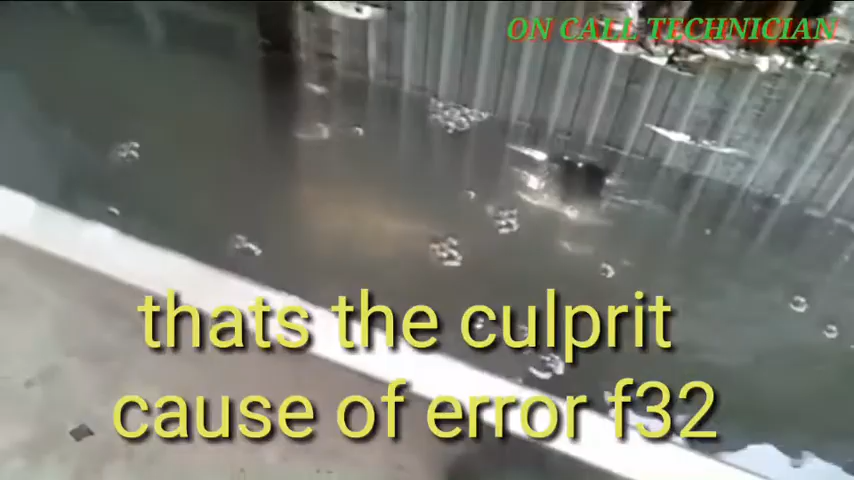 ON CALL TECHNICIAN
thats the culprit
cause of error f32